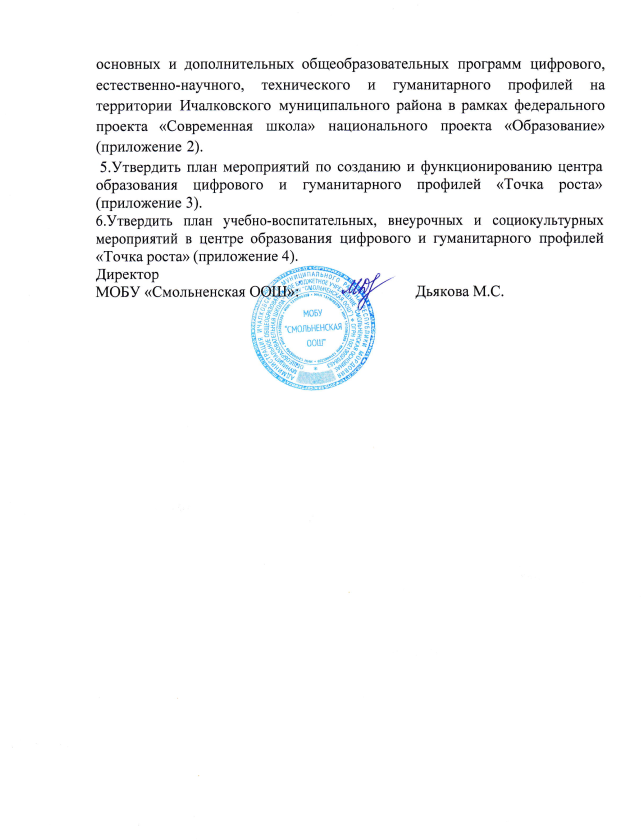 основных и дополнительных общеобразовательных программ цифрового,
естественно-научного, технического и гуманитарного профилей на
территории Ичалковского муниципального района в рамках федерального
проекта «Современная школа» национального проекта «Образование»
(приложение 2).
5.Утвердить план мероприятий по созданию и функционированию центра
образования цифрового и гуманитарного профилей «Точка роста»
(приложение 3).
6.Утвердить план учебно-воспитательных, внеурочных и социокультурных
мероприятий в центре образования цифрового и гуманитарного профилей
«Точка роста» (приложение 4).
Директор
МОБУ «Смольненская ООШ»: Дьякова М.С.
МОБУ
"СМОЛЬНЕНСКАЯ
ООШ"